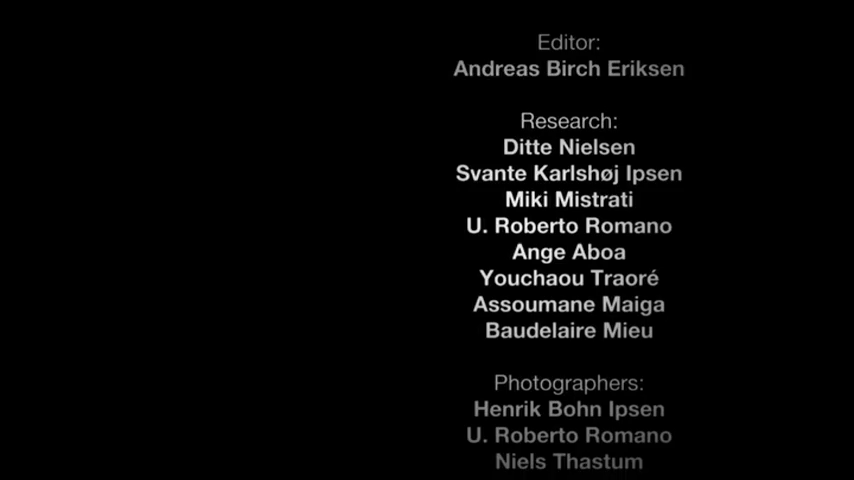 Editor:
Andreas Birch Eriksen
Research:
Ditte Nielsen
Svante Karlshøj Ipsen
Miki Mistrati
U. Roberto Romano
Ange Aboa
Youchaou Traoré
Assoumane Maiga
Baudelaire Mieu
Photographers:
Henrik Bohn Ipsen
U. Roberto Romano
Niels Thastum